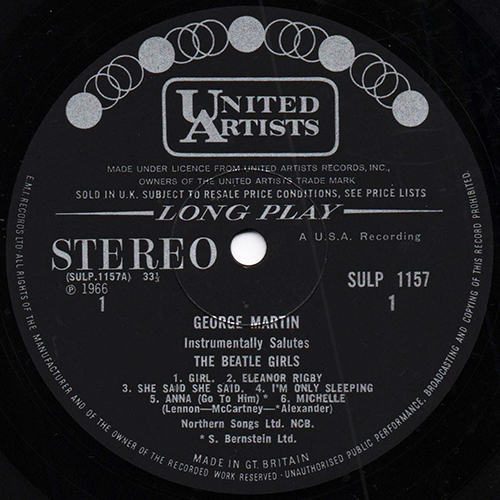 UNITED
ARTISTS
MADE UNDER LICENCE FROM UNITED ARTISTS RECORDS, INC.,
OWNERS OF THE UNITED ARTISTS TRADE MARK
SOLD IN U.K. SUBJECT TO RESALE PRICE CONDITIONS, SEE PRICE LISTS
LONG PLAY
STEREO
A U.S.A. Recording
(SULP.1157A) 33⅓
SULP 1157
℗ 1966
1
1
GEORGE MARTIN
Instrumentally Salutes
THE BEATLE GIRLS
1. GIRL. 2. ELEANOR RIGBY
3. SHE SAID SHE SAID. 4. I'M ONLY SLEEPING
5. ANNA (Go To Him) * 6. MICHELLE
(Lennon—McCartney—*Alexander)
Northern Songs Ltd. NCB.
* S. Bernstein Ltd.
MADE IN GT. BRITAIN
E.M.I. RECORDS LTD ALL RIGHTS OF THE MANUFACTURER AND OF THE OWNER OF THE RECORDED WORK RESERVED · UNAUTHORISED PUBLIC PERFORMANCE, BROADCASTING AND COPYING OF THIS RECORD PROHIBITED.